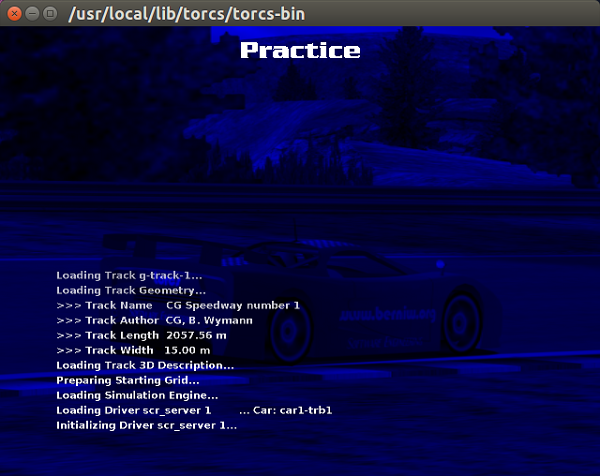 /usr/local/lib/torcs/torcs-bin
Practice
Loading Track g-track-1...
Loading Track Geometry...
>>> Track Name CG Speedway number 1
>>> Track Author CG, B. Wymann
>>> Track Length 2057.56 m
>>> Track Width 15.00 m
Loading Track 3D Description...
Preparing Starting Grid...
Loading Simulation Engine...
Loading Driver scr_server 1 ... Car: car1-trb1
Initializing Driver scr_server 1...